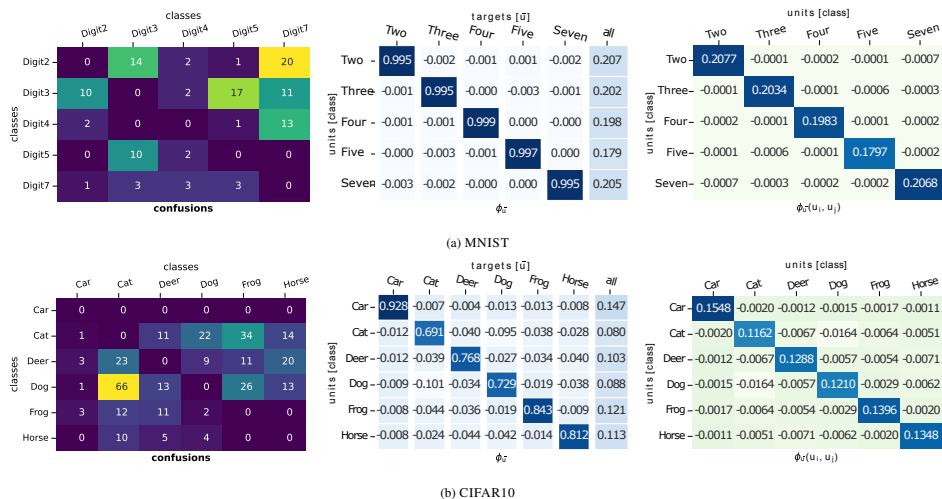 classes
Digit2 Digit3 Digit4 Digit5 Digit7
classes
Digit2 0 14 2 1 20
Digit3 10 0 2 17 11
Digit4 2 0 0 1 13
Digit5 0 10 2 0 0
Digit7 1 3 3 3 0
confusions
targets [ū]
Two Three Four Five Seven all
units [class]
Two 0.995 -0.002 -0.001 0.001 -0.002 0.207
Three -0.001 0.995 -0.001 -0.003 -0.001 0.202
Four -0.001 -0.001 0.999 -0.000 -0.000 0.198
Five -0.000 -0.003 -0.001 0.997 0.000 0.179
Seven -0.003 -0.002 -0.000 0.000 0.995 0.205
ϕū
units [class]
Two Three Four Five Seven
units [class]
Two 0.2077 -0.0001 -0.0002 -0.0001 -0.0007
Three -0.0001 0.2034 -0.0001 -0.0006 -0.0003
Four -0.0002 -0.0001 0.1983 -0.0001 -0.0002
Five -0.0001 -0.0006 -0.0001 0.1797 -0.0002
Seven -0.0007 -0.0003 -0.0002 -0.0002 0.2068
ϕū(ui, uj)
(a) MNIST
classes
Car Cat Deer Dog Frog Horse
classes
Car 0 0 0 0 0 0
Cat 1 0 11 22 34 14
Deer 3 23 0 9 11 20
Dog 1 66 13 0 26 13
Frog 3 12 11 2 0 0
Horse 0 10 5 4 0 0
confusions
targets [ū]
Car Cat Deer Dog Frog Horse all
units [class]
Car 0.928 -0.007 -0.004 -0.013 -0.013 -0.008 0.147
Cat -0.012 0.691 -0.040 -0.095 -0.038 -0.028 0.080
Deer -0.012 -0.039 0.768 -0.027 -0.034 -0.040 0.103
Dog -0.009 -0.101 -0.034 0.729 -0.019 -0.038 0.088
Frog -0.008 -0.044 -0.036 -0.019 0.843 -0.009 0.121
Horse -0.008 -0.024 -0.044 -0.042 -0.014 0.812 0.113
ϕū
units [class]
Car Cat Deer Dog Frog Horse
units [class]
Car 0.1548 -0.0020 -0.0012 -0.0015 -0.0017 -0.0011
Cat -0.0020 0.1162 -0.0067 -0.0164 -0.0064 -0.0051
Deer -0.0012 -0.0067 0.1288 -0.0057 -0.0054 -0.0071
Dog -0.0015 -0.0164 -0.0057 0.1210 -0.0029 -0.0062
Frog -0.0017 -0.0064 -0.0054 -0.0029 0.1396 -0.0020
Horse -0.0011 -0.0051 -0.0071 -0.0062 -0.0020 0.1348
ϕū(ui, uj)
(b) CIFAR10